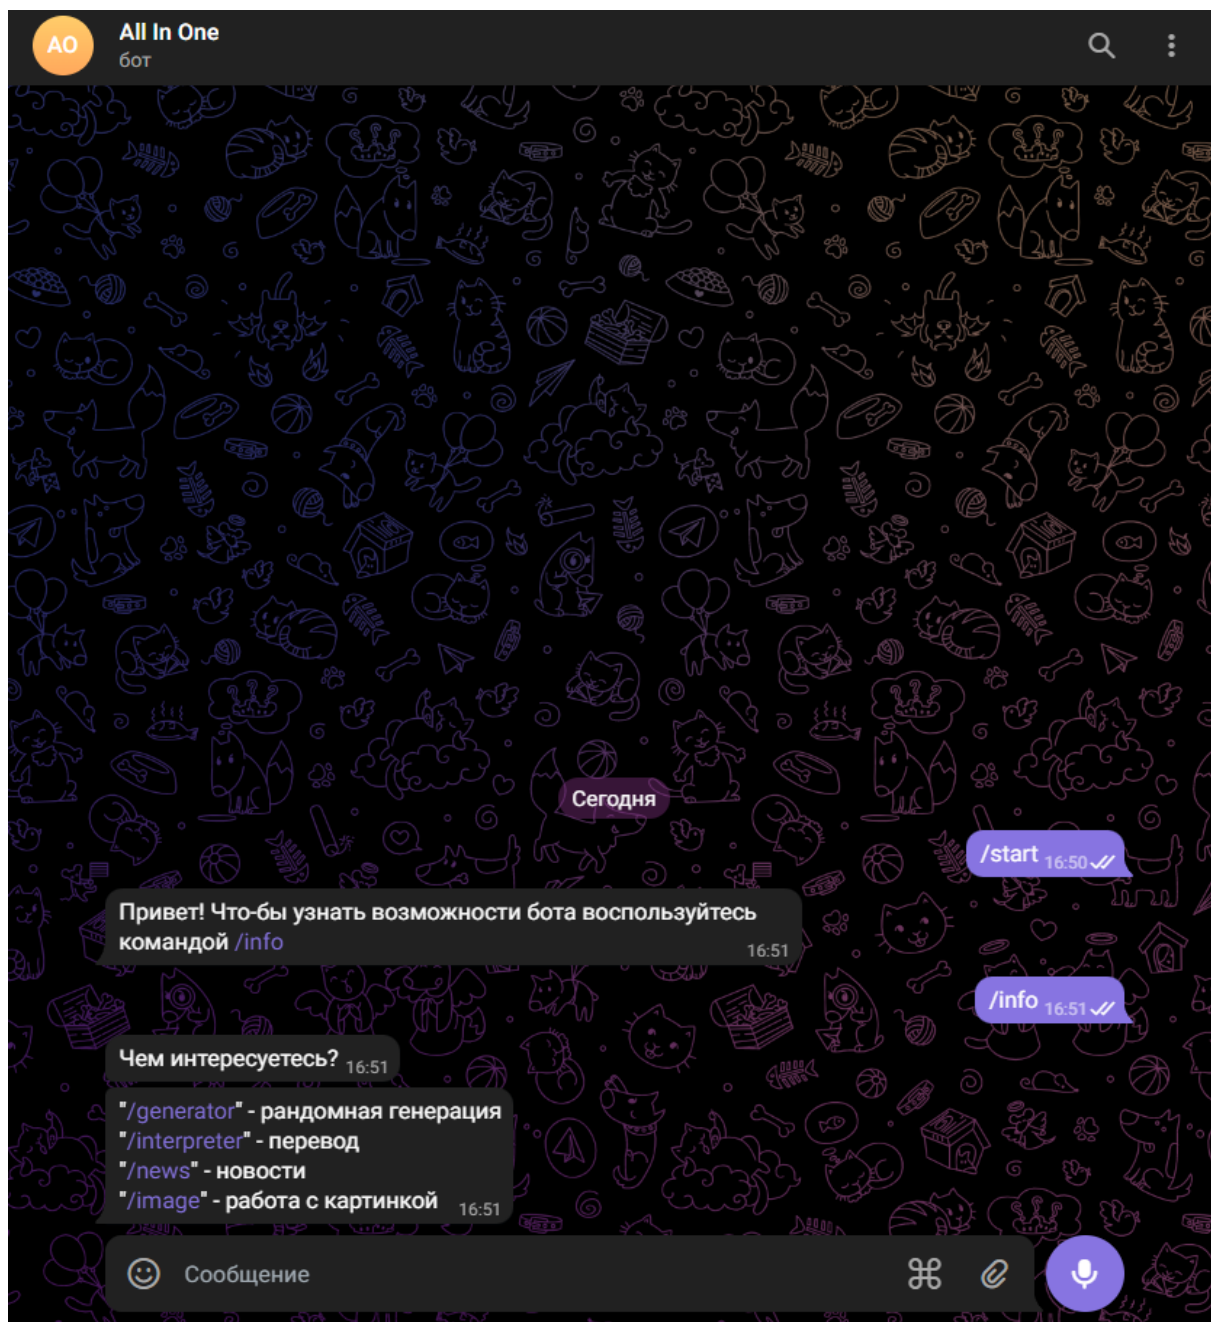 AO
All In One
бот
Сегодня
/start 16:50
Привет! Что-бы узнать возможности бота воспользуйтесь
командой /info
16:51
/info 16:51
Чем интересуетесь? 16:51
"/generator" - рандомная генерация
"/interpreter" - перевод
"/news" - новости
"/image" - работа с картинкой 16:51
Сообщение